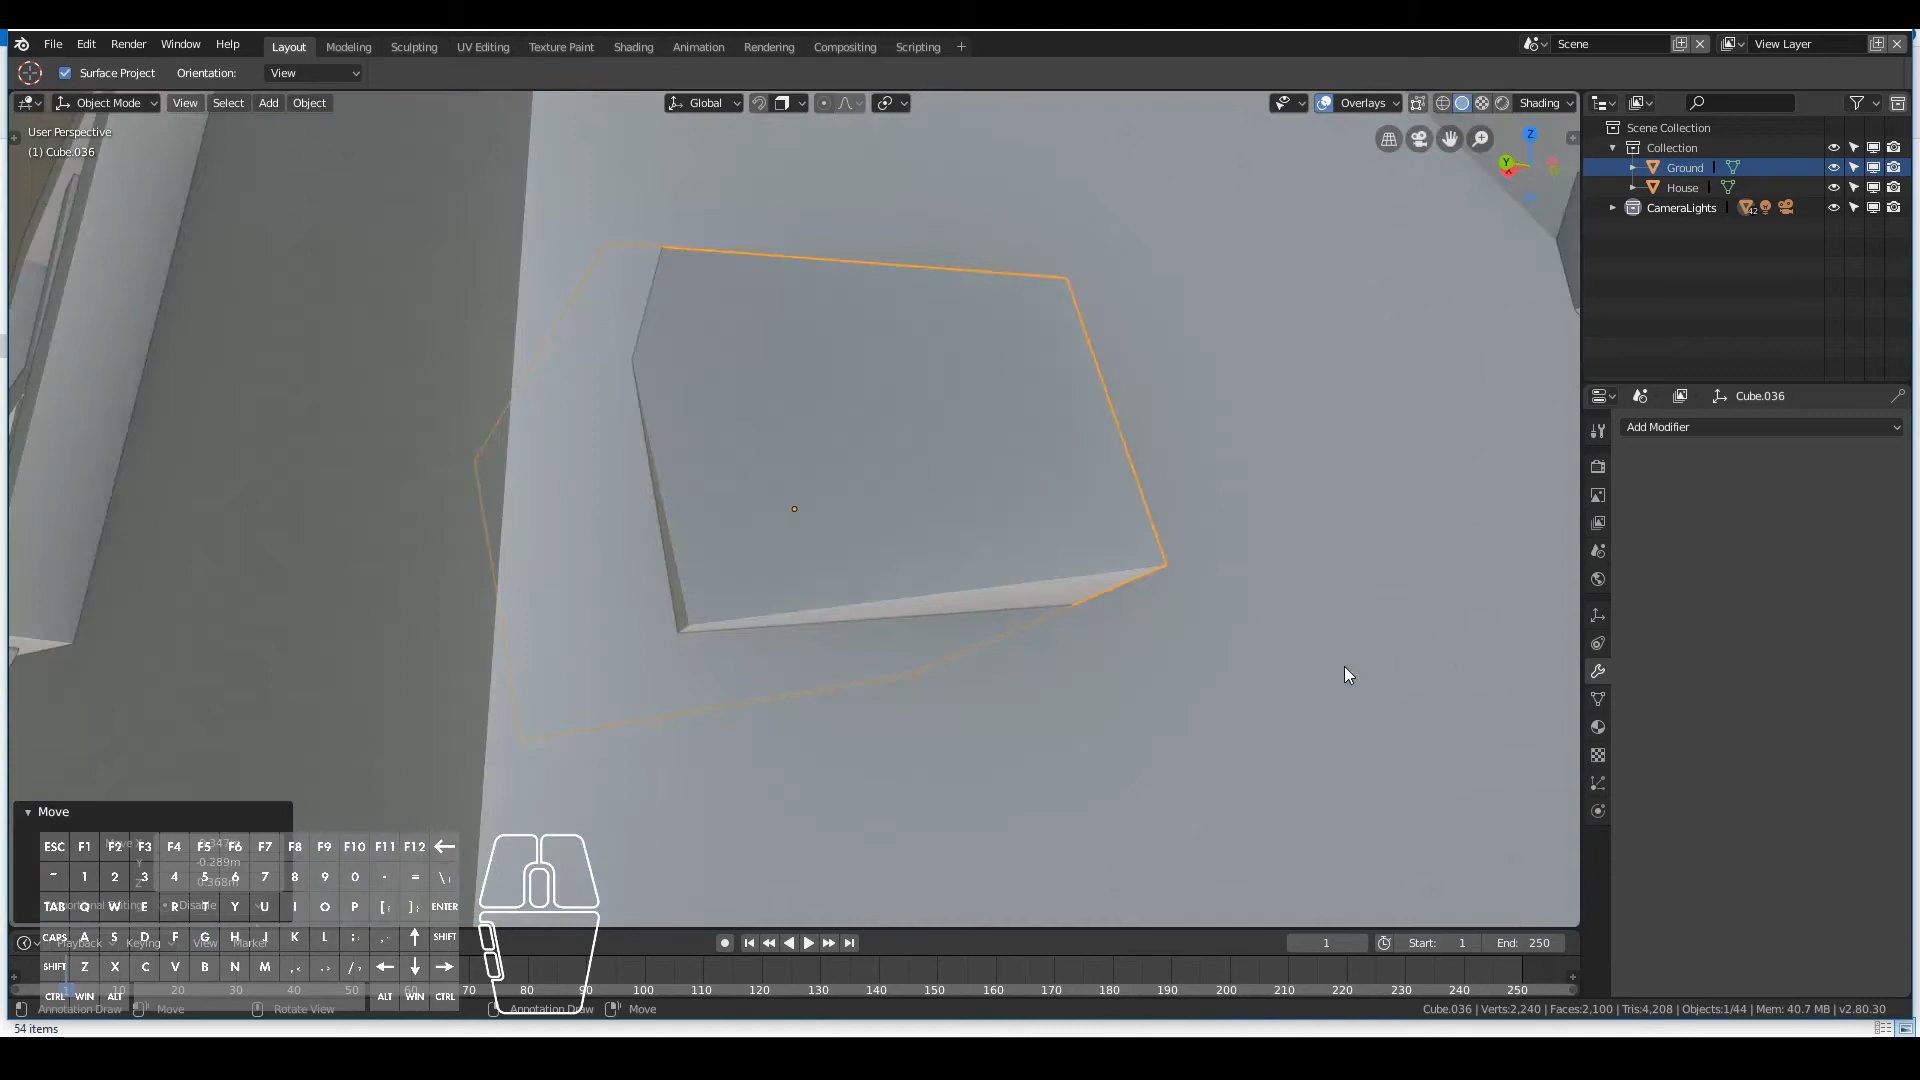 File Edit Render Window Help Layout Modeling Sculpting UV Editing Texture Paint Shading Animation Rendering Compositing Scripting + Scene View Layer
Surface Project Orientation: View
Object Mode View Select Add Object Global Overlays Shading
User Perspective
(1) Cube.036
Z
Y
X
Scene Collection
Collection
Ground
House
CameraLights 42
Cube.036
Add Modifier
Move
-0.289m
0.368m
ESC F1 F2 F3 F4 F5 F6 F7 F8 F9 F10 F11 F12
~ 1 2 3 4 5 6 7 8 9 0 - = \|
TAB Q W E R T Y U I O P [{ ]} ENTER
CAPS A S D F G H J K L SHIFT
SHIFT Z X C V B N M
CTRL WIN ALT ALT WIN CTRL
Playback Keying View Marker 1 Start: 1 End: 250
10 20 30 40 50 60 70 80 90 100 110 120 130 140 150 160 170 180 190 200 210 220 230 240 250
Annotation Draw Move Rotate View Annotation Draw Move Cube.036 | Verts:2,240 | Faces:2,100 | Tris:4,208 | Objects:1/44 | Mem: 40.7 MB | v2.80.30
54 items